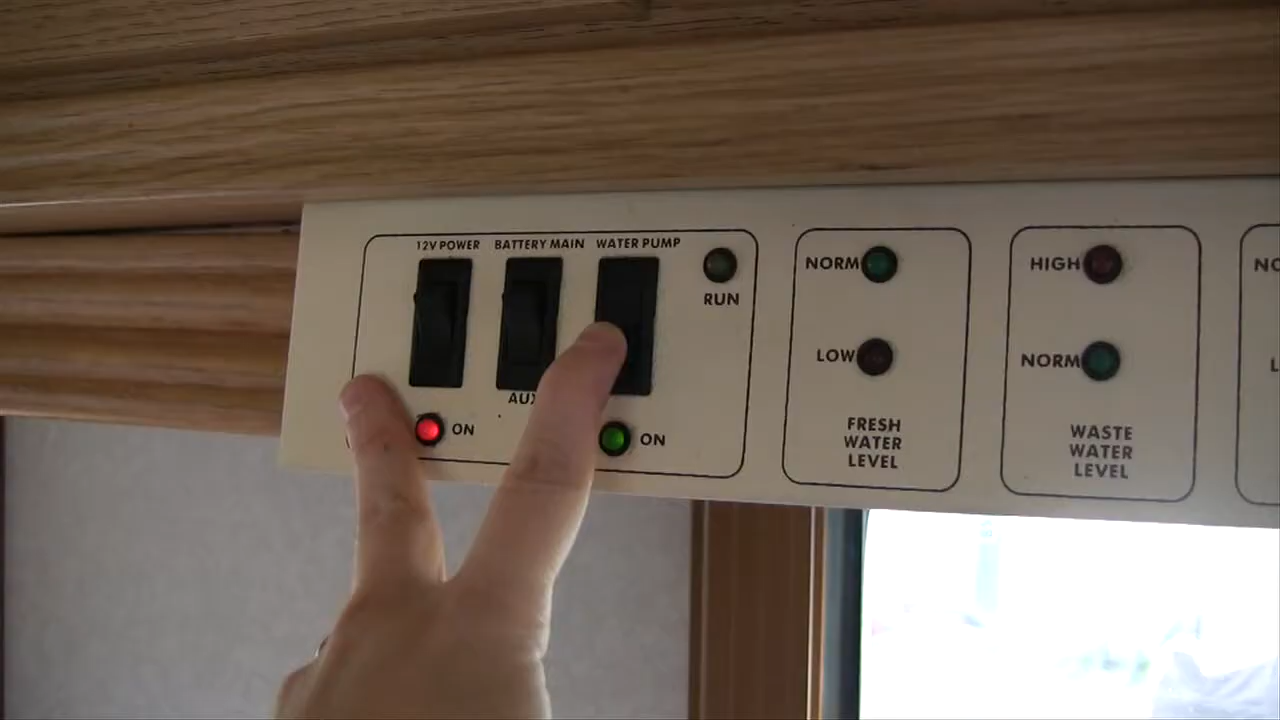 12V POWER
BATTERY MAIN
WATER PUMP
RUN
AUX
ON
ON
NORM
LOW
FRESH
WATER
LEVEL
HIGH
NORM
WASTE
WATER
LEVEL